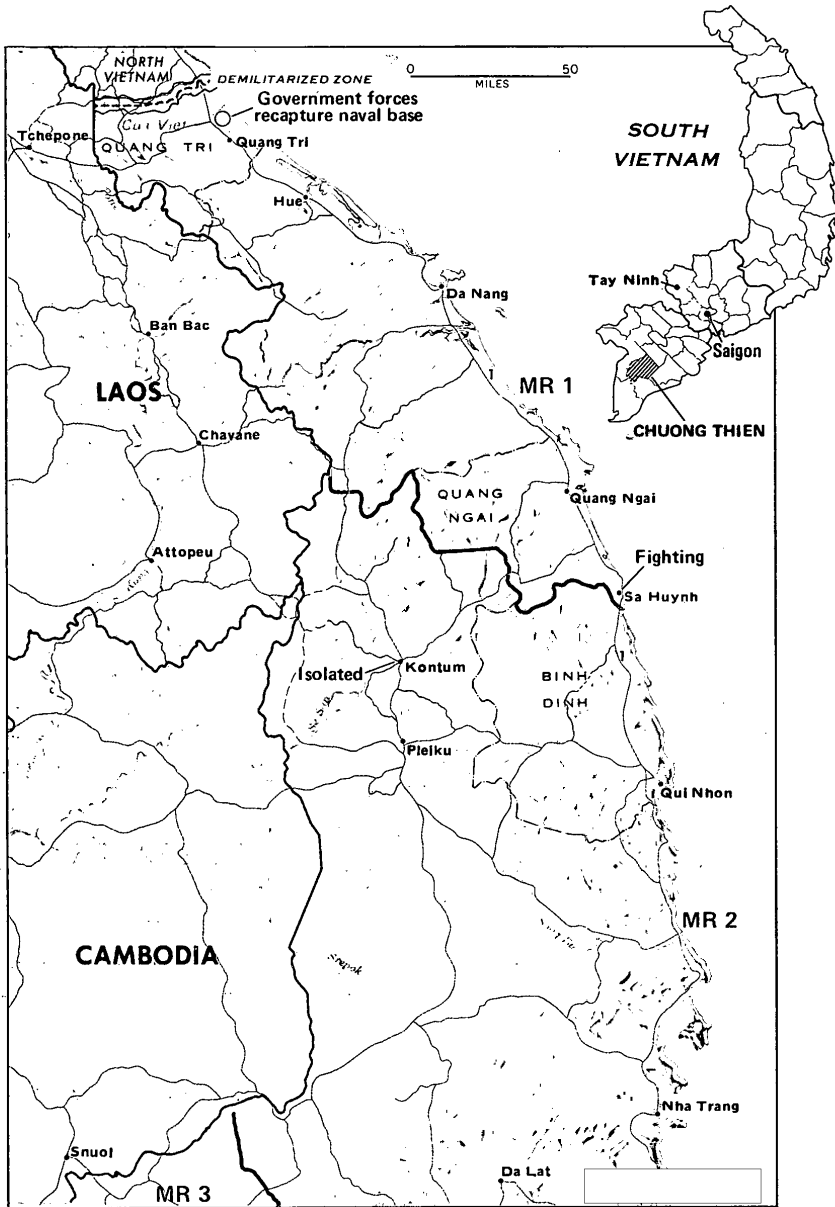 NORTH
VIETNAM
DEMILITARIZED ZONE
0 50
MILES
Government forces
recapture naval base
Cua Viet
Tchepone
QUANG TRI
Quang Tri
Hue
Da Nang
Ban Bac
LAOS
MR 1
1
Chavane
QUANG
NGAI
Quang Ngai
Attopeu
Fighting
Sa Huynh
Isolated
Kontum
BINH
DINH
1
Pleiku
Qui Nhon
MR 2
CAMBODIA
Srepok
Nha Trang
Snuol
Da Lat
MR 3
SOUTH
VIETNAM
Tay Ninh
Saigon
CHUONG THIEN